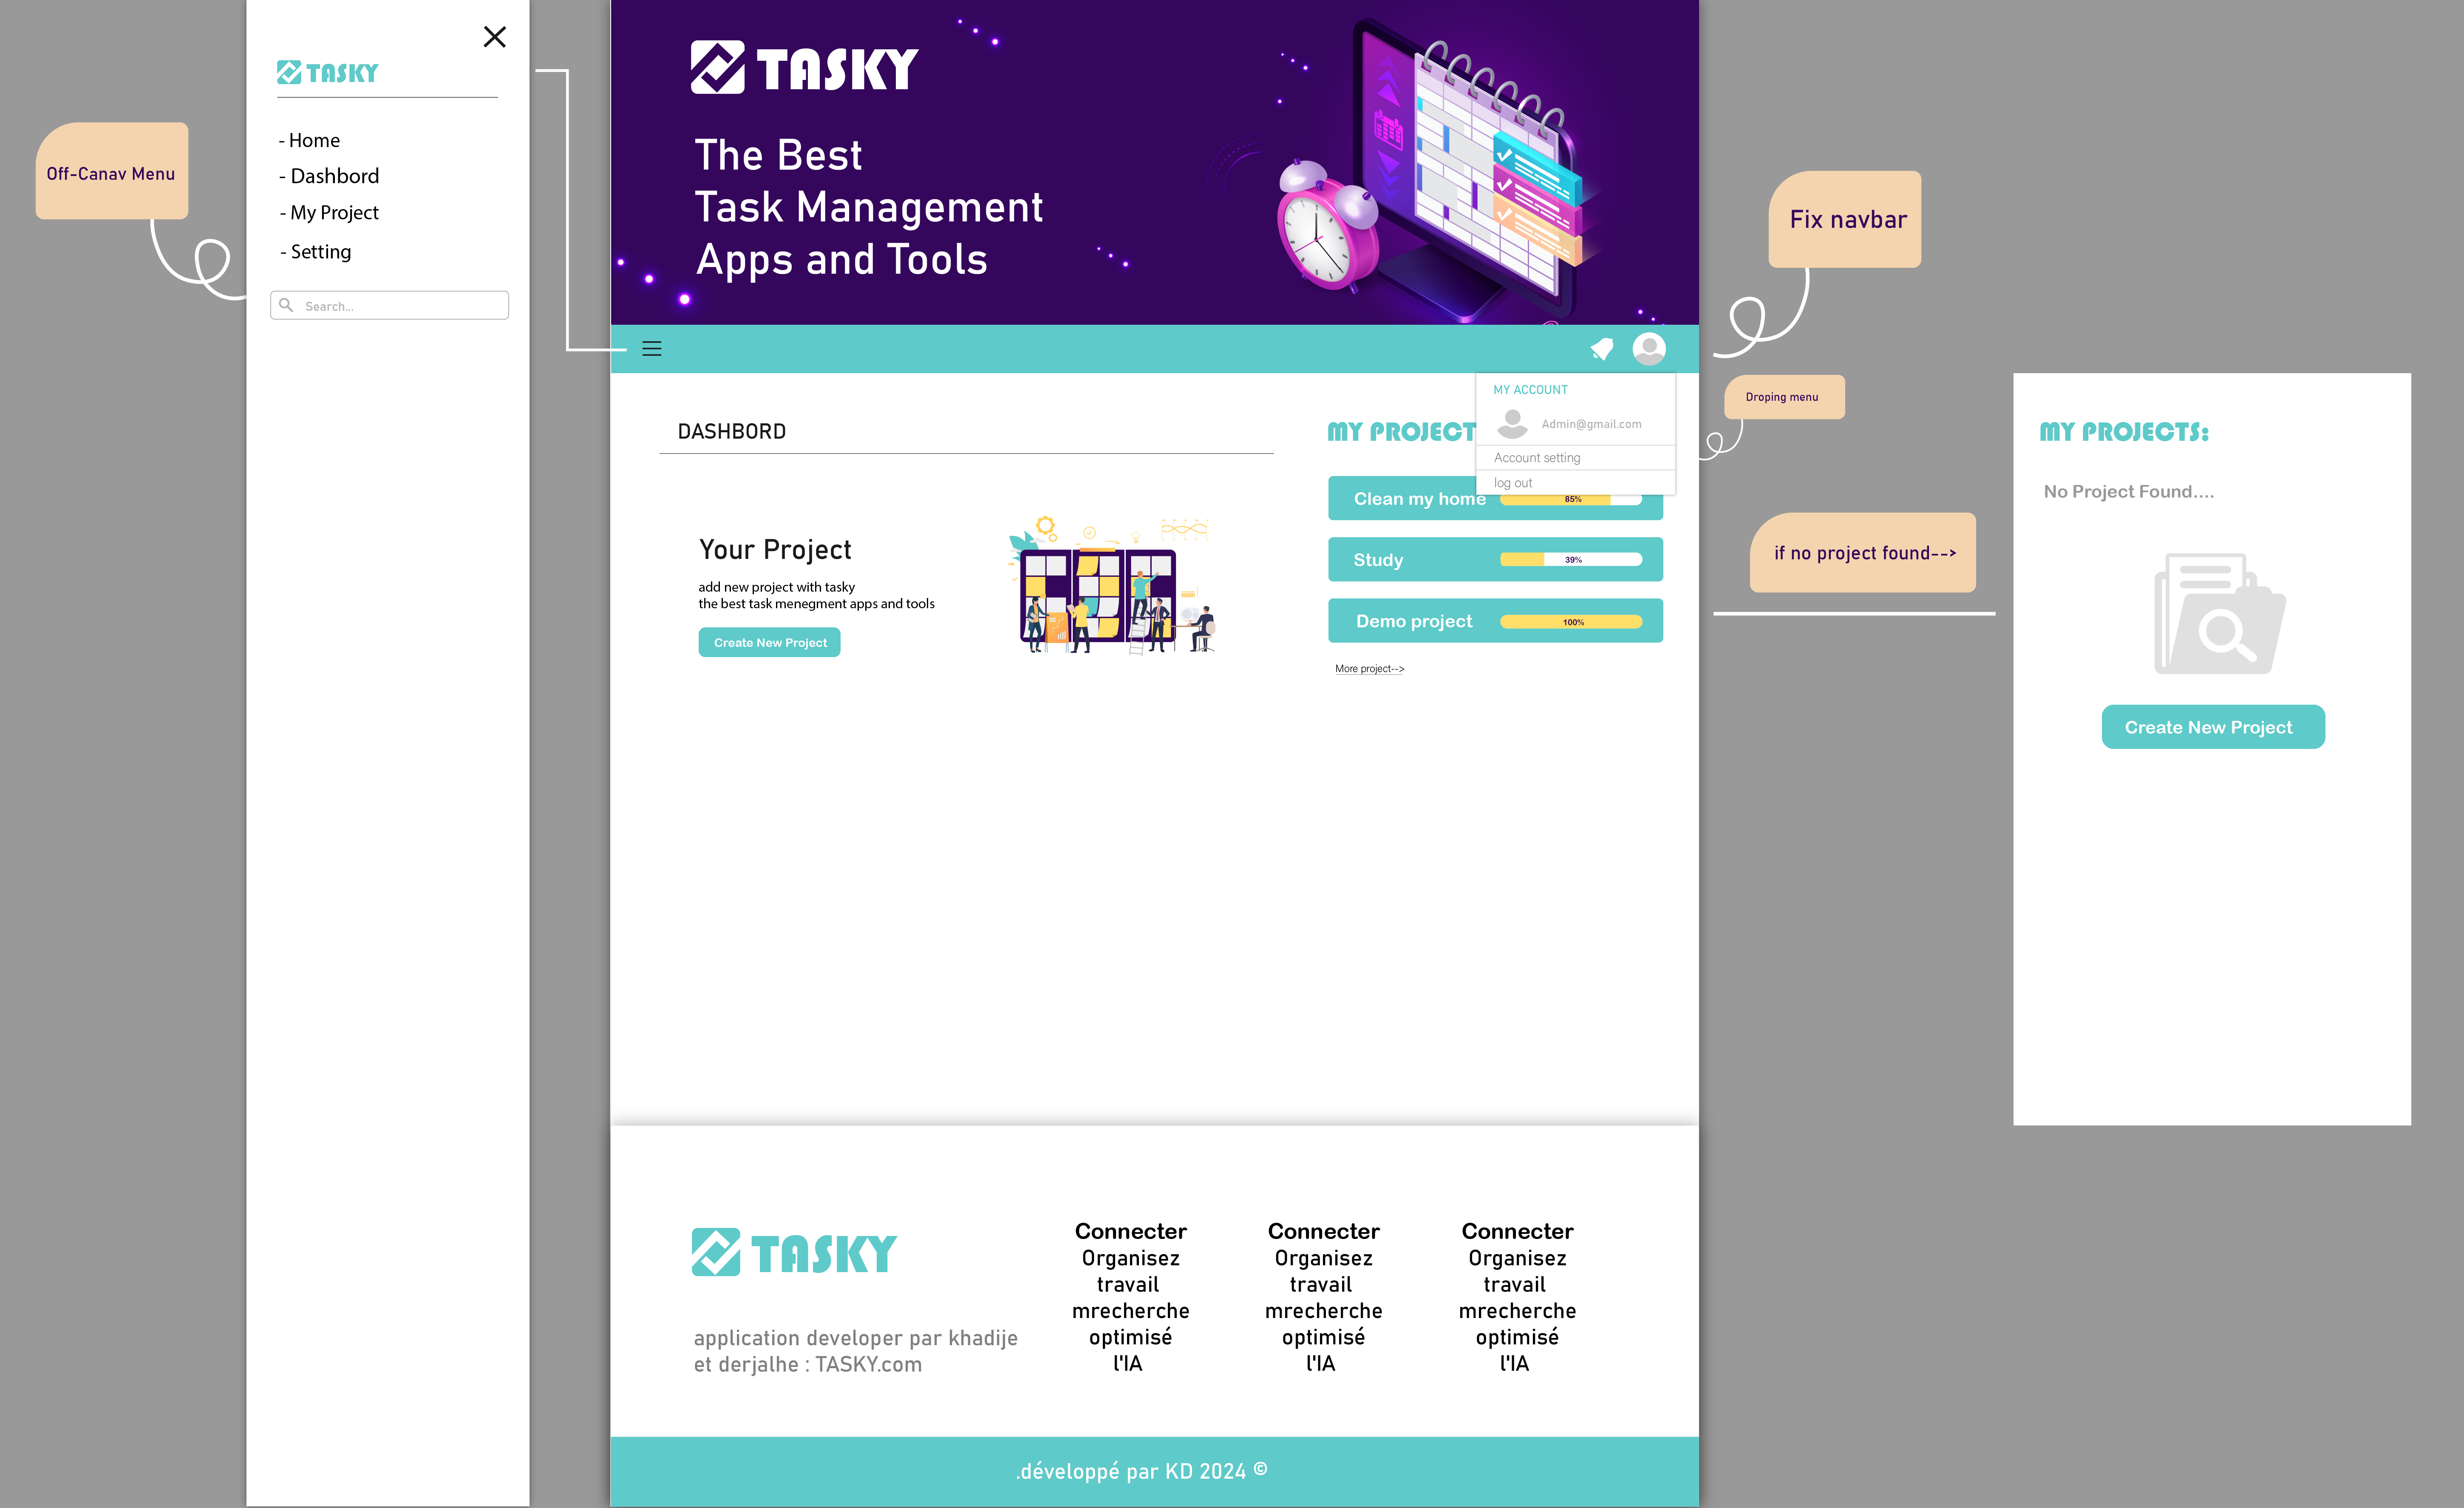 Off-Canav Menu
TASKY
- Home
- Dashbord
- My Project
- Setting
Search...
TASKY
The Best
Task Management
Apps and Tools
Fix navbar
Droping menu
MY ACCOUNT
Admin@gmail.com
Account setting
log out
DASHBORD
Your Project
add new project with tasky
the best task menegment apps and tools
Create New Project
MY PROJECT
Clean my home 85%
Study 39%
Demo project 100%
More project-->
if no project found-->
MY PROJECTS:
No Project Found....
Create New Project
TASKY
application developer par khadije
et derjalhe : TASKY.com
Connecter
Organisez
travail
mrecherche
optimisé
l'IA
Connecter
Organisez
travail
mrecherche
optimisé
l'IA
Connecter
Organisez
travail
mrecherche
optimisé
l'IA
.développé par KD 2024 ©